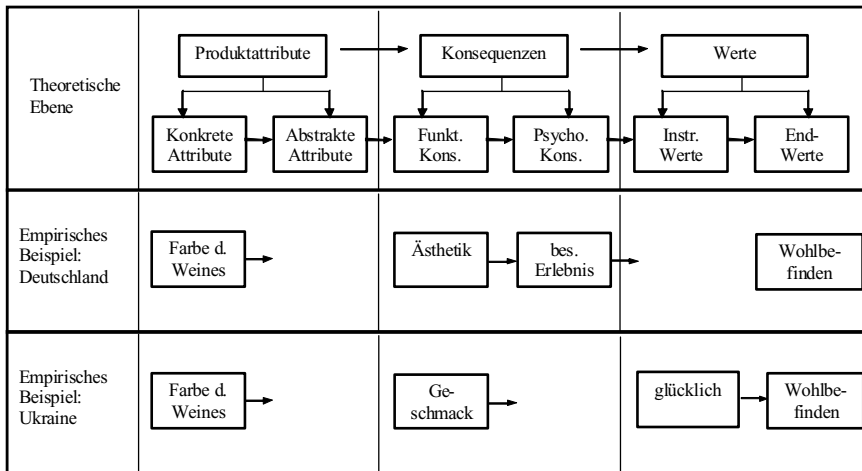 Theoretische
Ebene
Produktattribute
Konsequenzen
Werte
Konkrete
Attribute
Abstrakte
Attribute
Funkt.
Kons.
Psycho.
Kons.
Instr.
Werte
End-
Werte
Empirisches
Beispiel:
Deutschland
Farbe d.
Weines
Ästhetik
bes.
Erlebnis
Wohlbe-
finden
Empirisches
Beispiel:
Ukraine
Farbe d.
Weines
Ge-
schmack
glücklich
Wohlbe-
finden